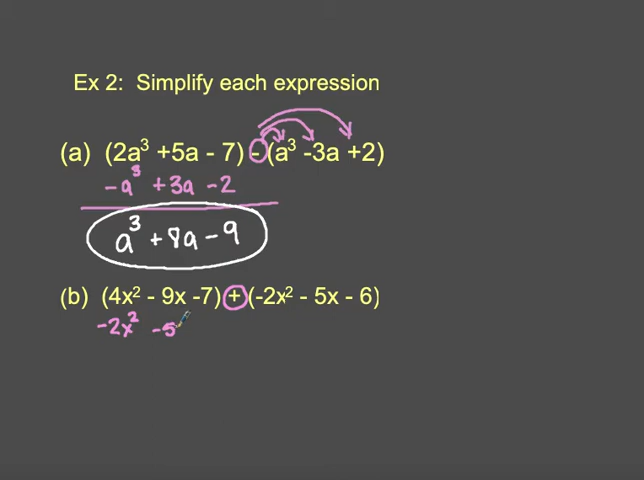 Ex 2: Simplify each expression
(a) (2a³ +5a - 7) - (a³ -3a +2)
-a³ +3a -2
a³ + 8a - 9
(b) (4x² - 9x -7) + (-2x² - 5x - 6)
-2x² -5